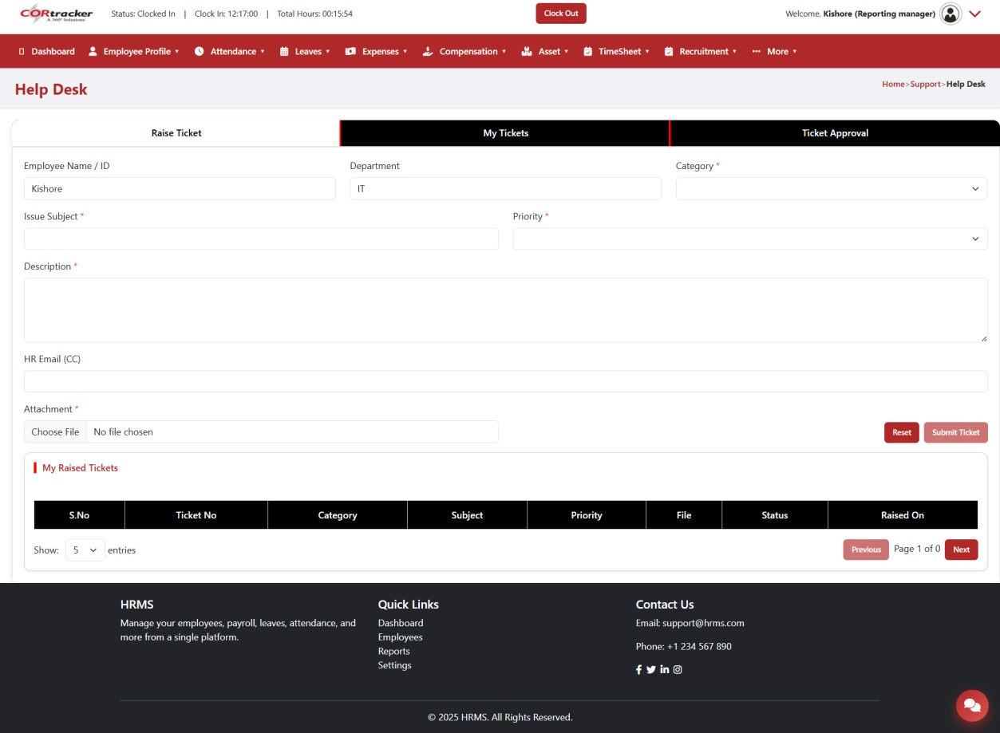 CORtracker
A 360° Solutions
Status: Clocked In | Clock In: 12:17:00 | Total Hours: 00:15:54
Clock Out
Welcome, Kishore (Reporting manager)
Dashboard Employee Profile Attendance Leaves Expenses Compensation Asset TimeSheet Recruitment More
Help Desk
Home>Support>Help Desk
Raise Ticket My Tickets Ticket Approval
Employee Name / ID Department Category *
Kishore IT
Issue Subject * Priority *
Description *
HR Email (CC)
Attachment *
Choose File No file chosen
Reset Submit Ticket
My Raised Tickets
S.No Ticket No Category Subject Priority File Status Raised On
Show: 5 entries
Previous Page 1 of 0 Next
HRMS
Manage your employees, payroll, leaves, attendance, and
more from a single platform.
Quick Links
Dashboard
Employees
Reports
Settings
Contact Us
Email: support@hrms.com
Phone: +1 234 567 890
© 2025 HRMS. All Rights Reserved.